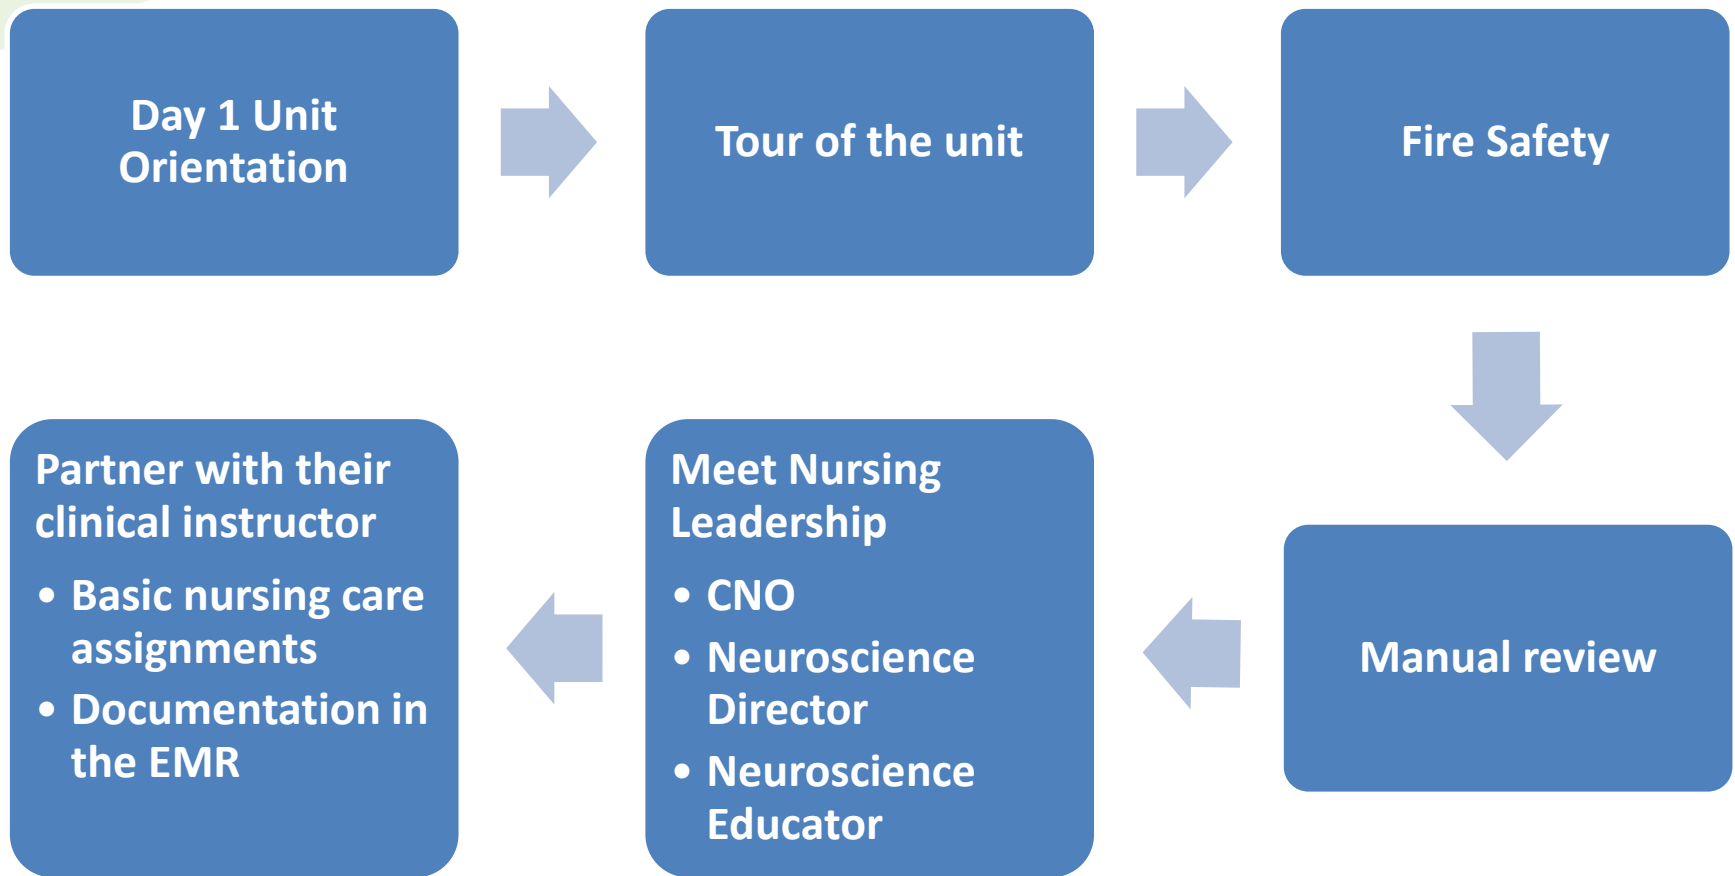 Day 1 Unit
Orientation
Tour of the unit
Fire Safety
Manual review
Meet Nursing
Leadership
• CNO
• Neuroscience
Director
• Neuroscience
Educator
Partner with their
clinical instructor
• Basic nursing care
assignments
• Documentation in
the EMR